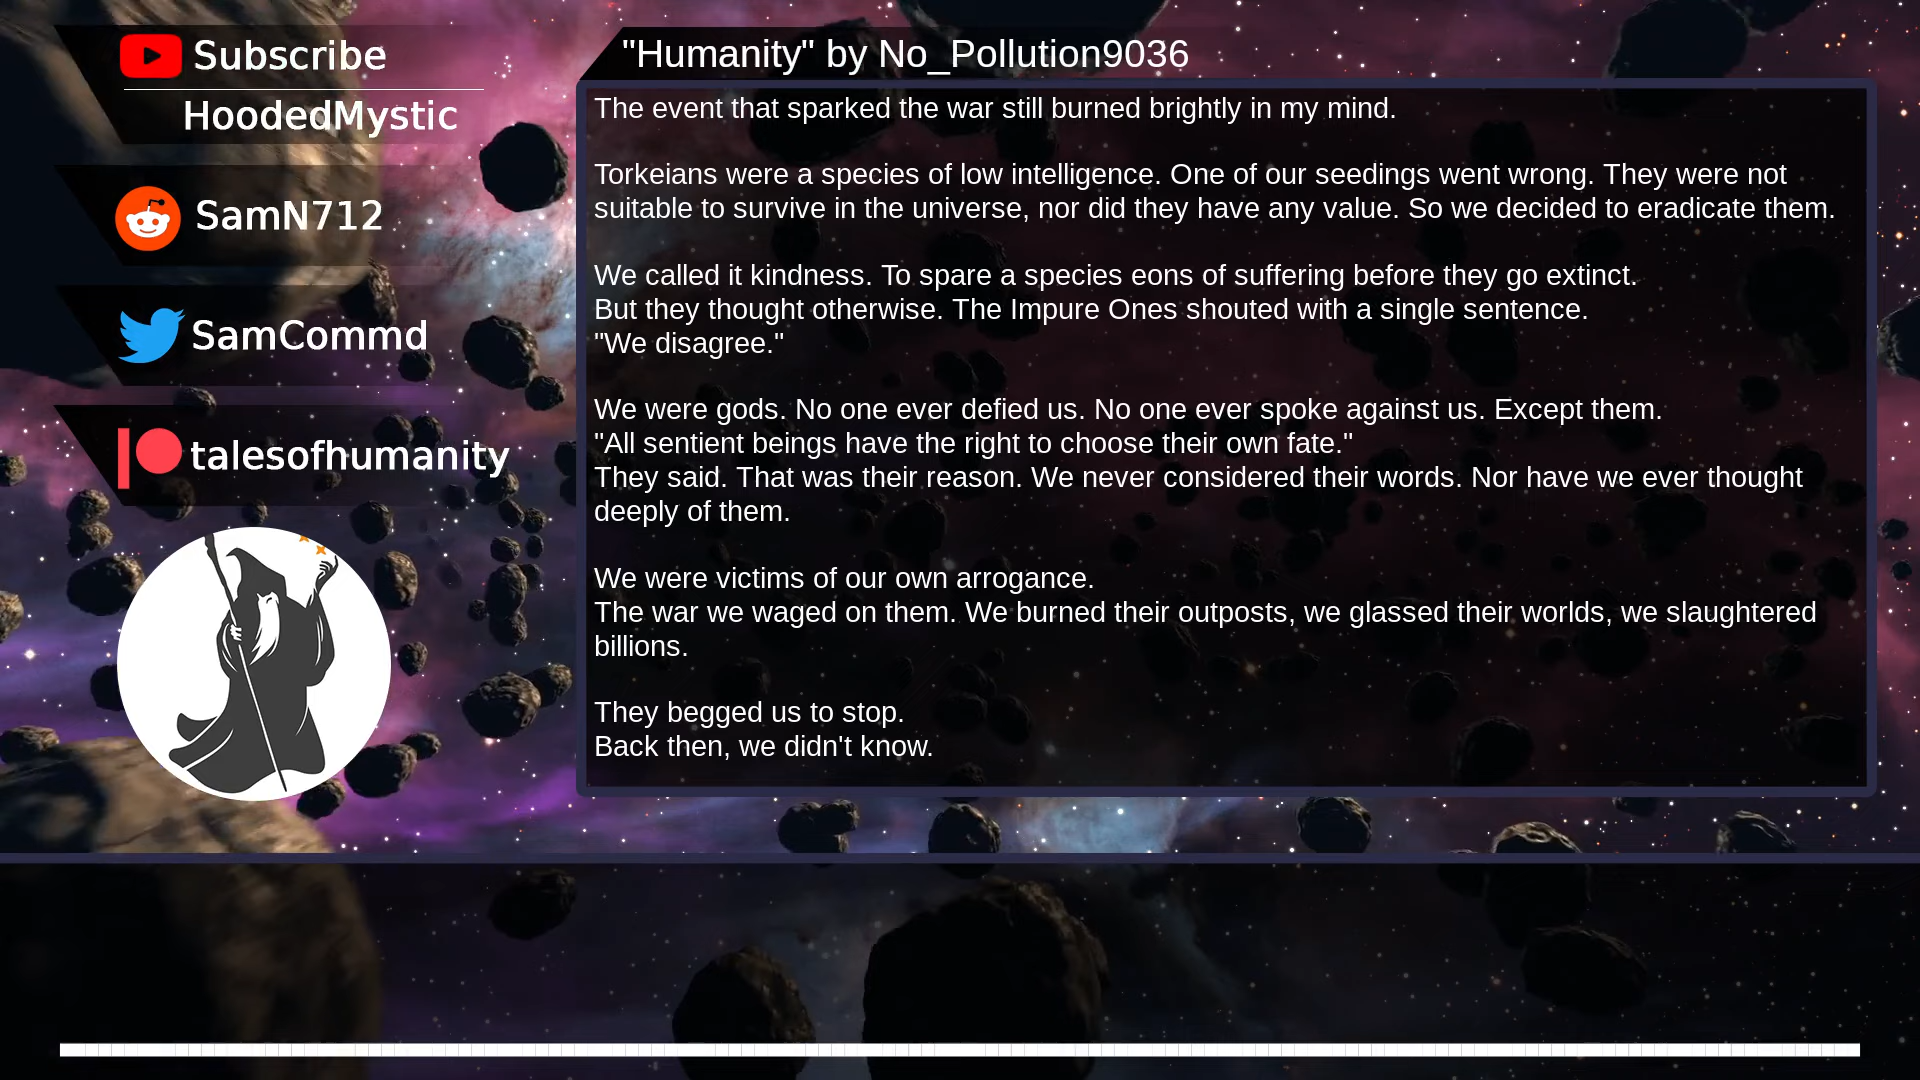 Subscribe
HoodedMystic
SamN712
SamCommd
talesofhumanity
"Humanity" by No_Pollution9036
The event that sparked the war still burned brightly in my mind.
Torkeians were a species of low intelligence. One of our seedings went wrong. They were not
suitable to survive in the universe, nor did they have any value. So we decided to eradicate them.
We called it kindness. To spare a species eons of suffering before they go extinct.
But they thought otherwise. The Impure Ones shouted with a single sentence.
"We disagree."
We were gods. No one ever defied us. No one ever spoke against us. Except them.
"All sentient beings have the right to choose their own fate."
They said. That was their reason. We never considered their words. Nor have we ever thought
deeply of them.
We were victims of our own arrogance.
The war we waged on them. We burned their outposts, we glassed their worlds, we slaughtered
billions.
They begged us to stop.
Back then, we didn't know.